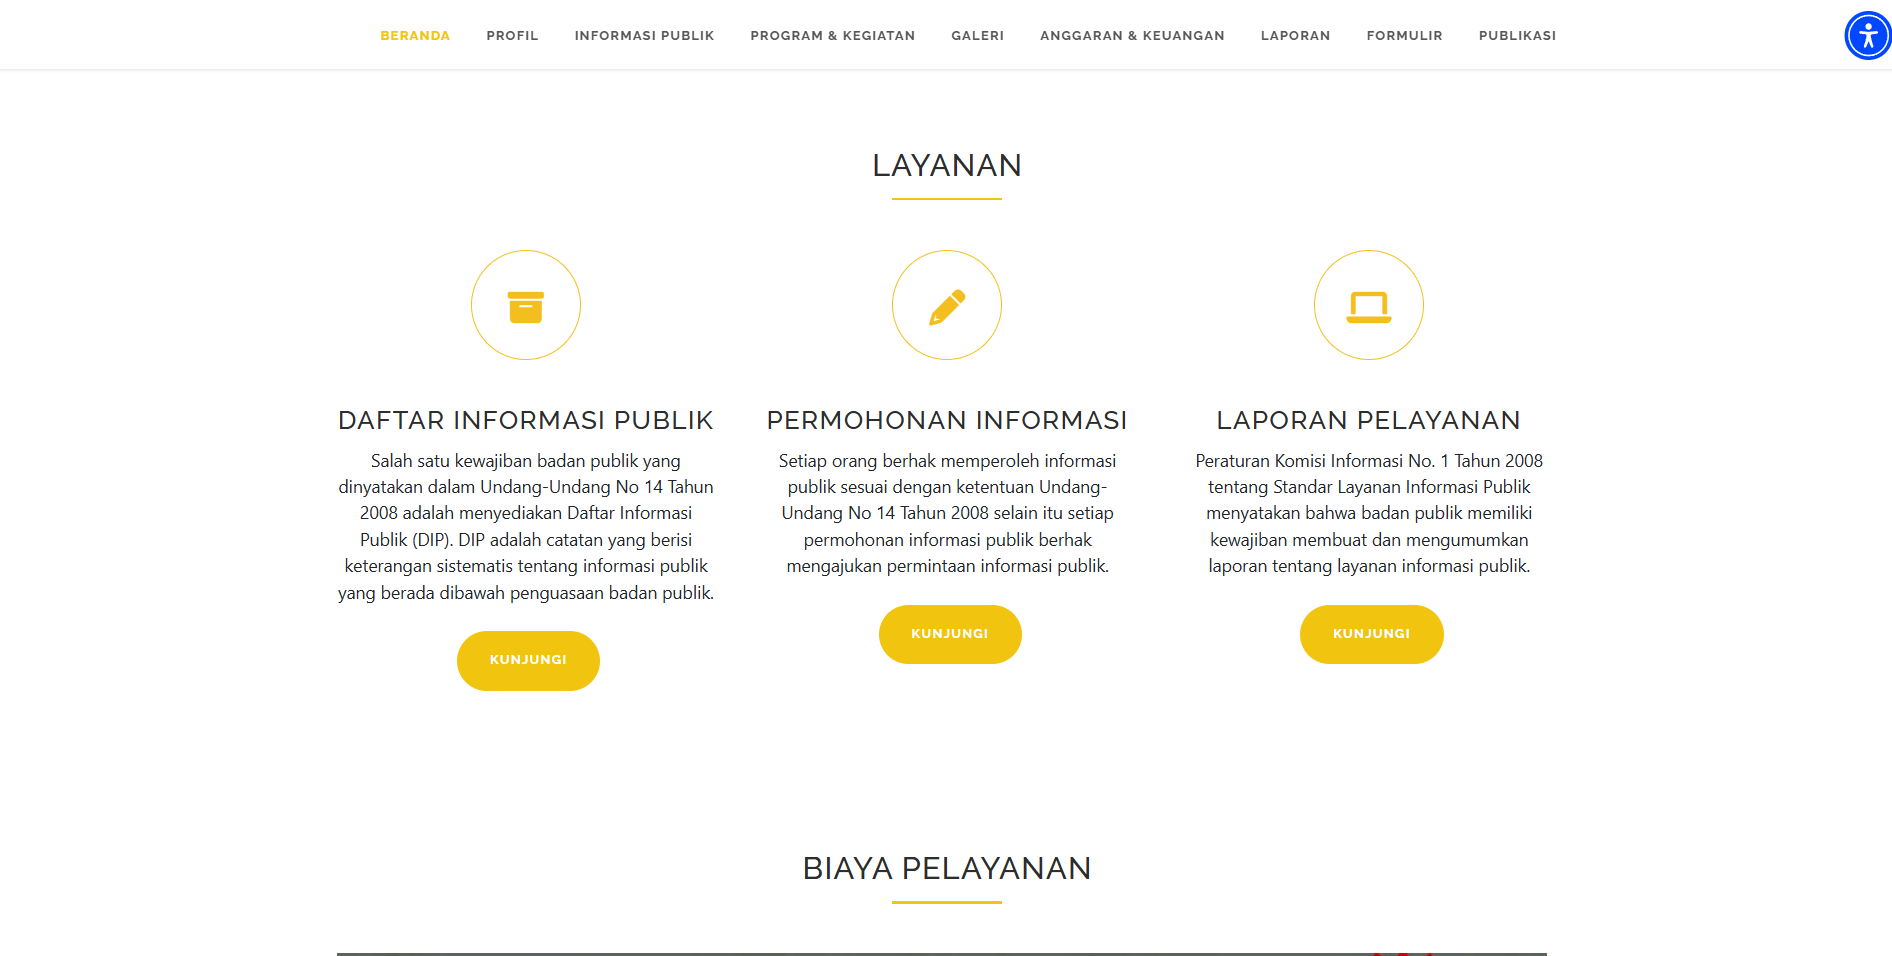 BERANDA PROFIL INFORMASI PUBLIK PROGRAM & KEGIATAN GALERI ANGGARAN & KEUANGAN LAPORAN FORMULIR PUBLIKASI
LAYANAN
DAFTAR INFORMASI PUBLIK
Salah satu kewajiban badan publik yang
dinyatakan dalam Undang-Undang No 14 Tahun
2008 adalah menyediakan Daftar Informasi
Publik (DIP). DIP adalah catatan yang berisi
keterangan sistematis tentang informasi publik
yang berada dibawah penguasaan badan publik.
KUNJUNGI
PERMOHONAN INFORMASI
Setiap orang berhak memperoleh informasi
publik sesuai dengan ketentuan Undang-
Undang No 14 Tahun 2008 selain itu setiap
permohonan informasi publik berhak
mengajukan permintaan informasi publik.
KUNJUNGI
LAPORAN PELAYANAN
Peraturan Komisi Informasi No. 1 Tahun 2008
tentang Standar Layanan Informasi Publik
menyatakan bahwa badan publik memiliki
kewajiban membuat dan mengumumkan
laporan tentang layanan informasi publik.
KUNJUNGI
BIAYA PELAYANAN